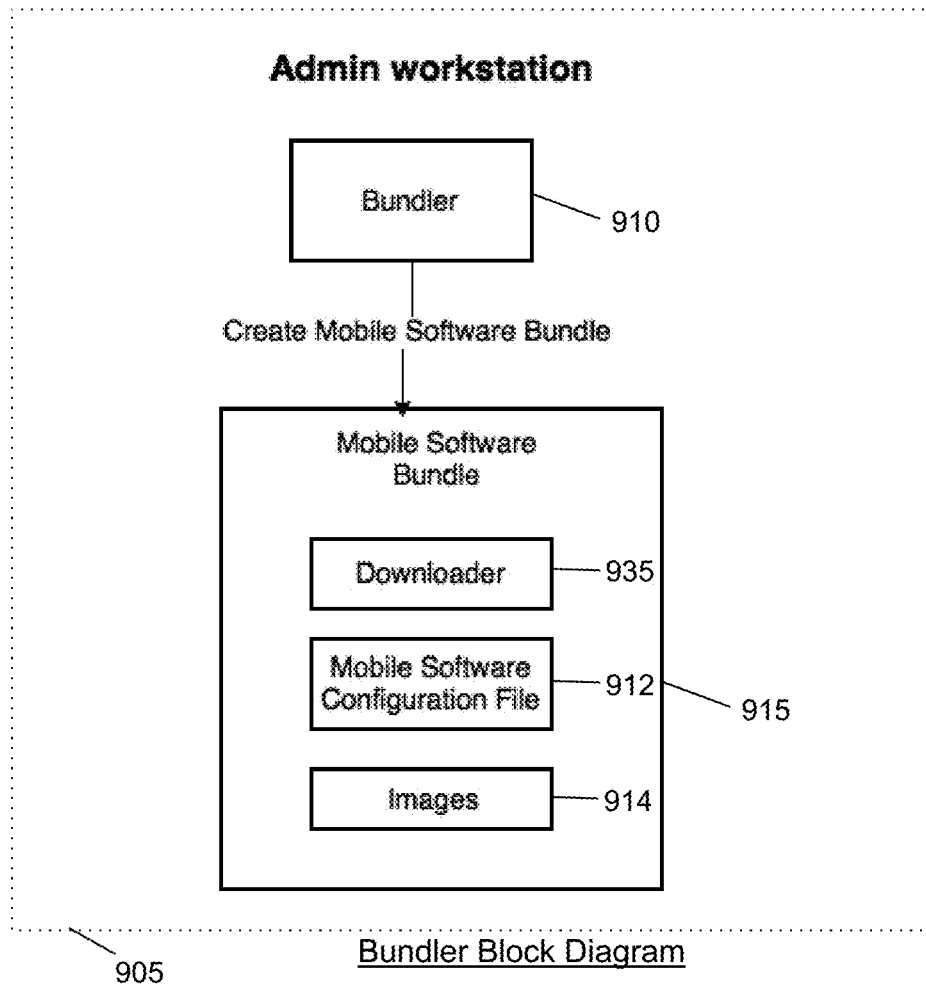 Admin workstation
Bundler
910
Create Mobile Software Bundle
Mobile Software
Bundle
Downloader
935
Mobile Software
Configuration File
912
915
Images
914
905
Bundler Block Diagram